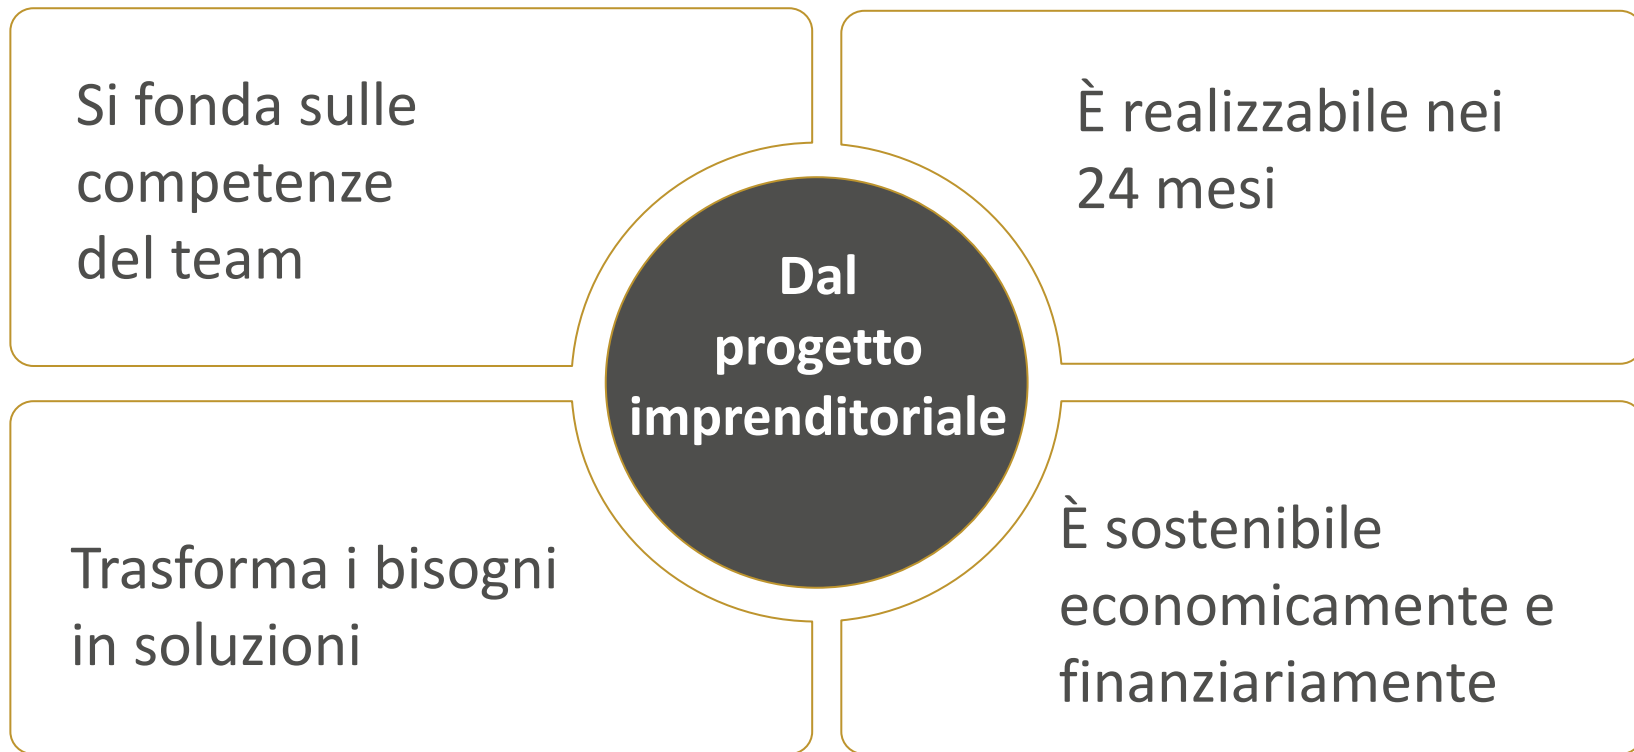 Si fonda sulle
competenze
del team
È realizzabile nei
24 mesi
Dal
progetto
imprenditoriale
Trasforma i bisogni
in soluzioni
È sostenibile
economicamente e
finanziariamente